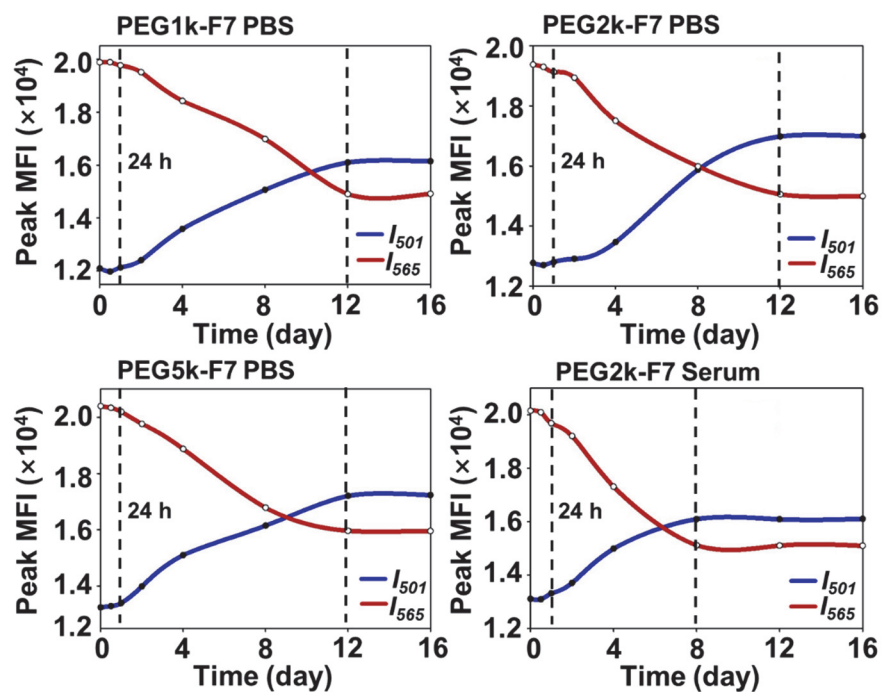 PEG1k-F7 PBS
Peak MFI (×10⁴)
2.0
1.8
1.6
1.4
1.2
24 h
I₅₀₁
I₅₆₅
0 4 8 12 16
Time (day)
PEG2k-F7 PBS
Peak MFI (×10⁴)
2.0
1.8
1.6
1.4
1.2
24 h
I₅₀₁
I₅₆₅
0 4 8 12 16
Time (day)
PEG5k-F7 PBS
Peak MFI (×10⁴)
2.0
1.8
1.6
1.4
1.2
24 h
I₅₀₁
I₅₆₅
0 4 8 12 16
Time (day)
PEG2k-F7 Serum
Peak MFI (×10⁴)
2.0
1.8
1.6
1.4
1.2
24 h
I₅₀₁
I₅₆₅
0 4 8 12 16
Time (day)